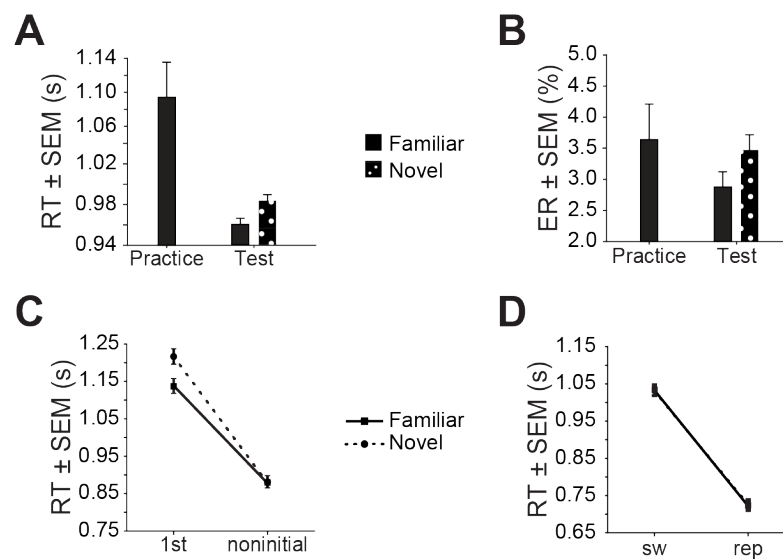 A
RT ± SEM (s)
1.14
1.10
1.06
1.02
0.98
0.94
Practice
Test
Familiar
Novel
B
ER ± SEM (%)
5.0
4.5
4.0
3.5
3.0
2.5
2.0
Practice
Test
C
RT ± SEM (s)
1.25
1.15
1.05
0.95
0.85
0.75
1st
noninitial
Familiar
Novel
D
RT ± SEM (s)
1.15
1.05
0.95
0.85
0.75
0.65
sw
rep